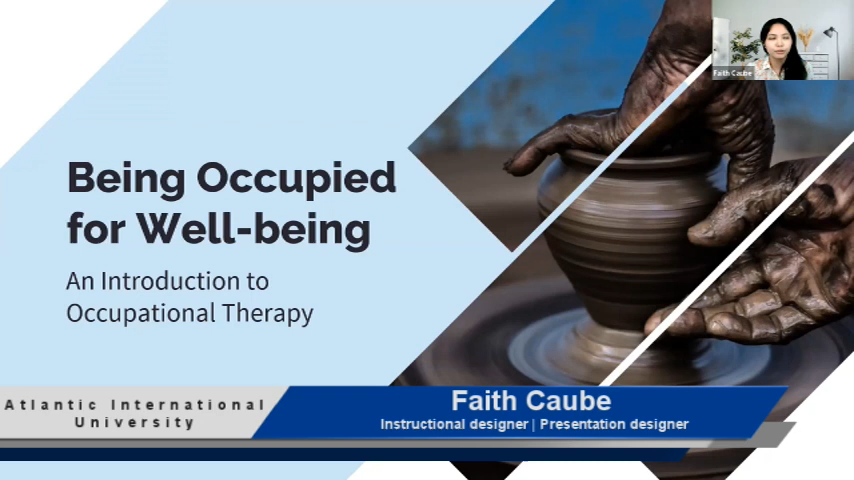 Faith Caube
Being Occupied
for Well-being
An Introduction to
Occupational Therapy
Atlantic International
University
Faith Caube
Instructional designer | Presentation designer